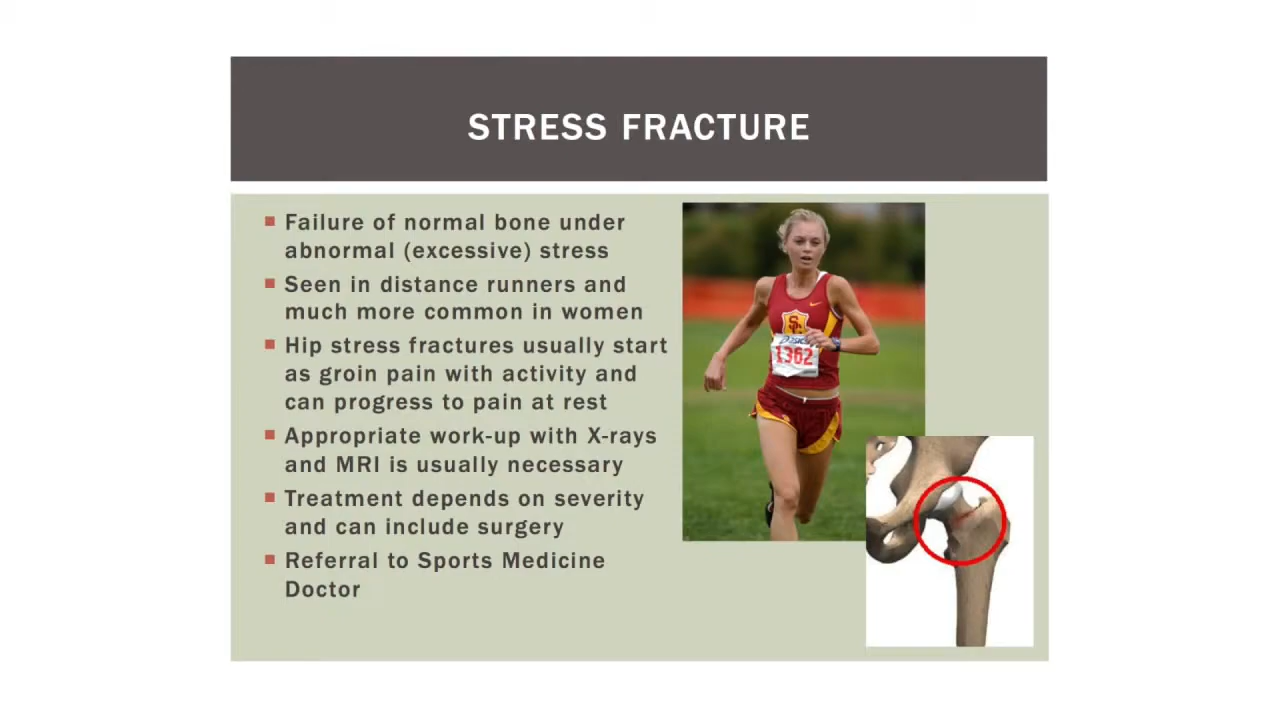 STRESS FRACTURE
Failure of normal bone under
abnormal (excessive) stress
Seen in distance runners and
much more common in women
Hip stress fractures usually start
as groin pain with activity and
can progress to pain at rest
Appropriate work-up with X-rays
and MRI is usually necessary
Treatment depends on severity
and can include surgery
Referral to Sports Medicine
Doctor
SC
1362